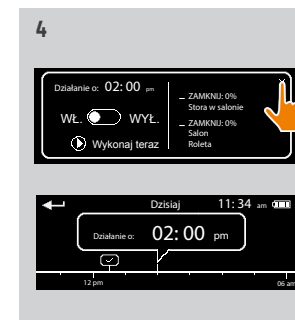 4
Działanie o: 02: 00 pm
WŁ. WYŁ.
Wykonaj teraz
– ZAMKNIJ: 0%
Stora w salonie
– ZAMKNIJ: 0%
Salon
Roleta
Dzisiaj 11: 34 am
Działanie o: 02: 00 pm
12 pm 06 am